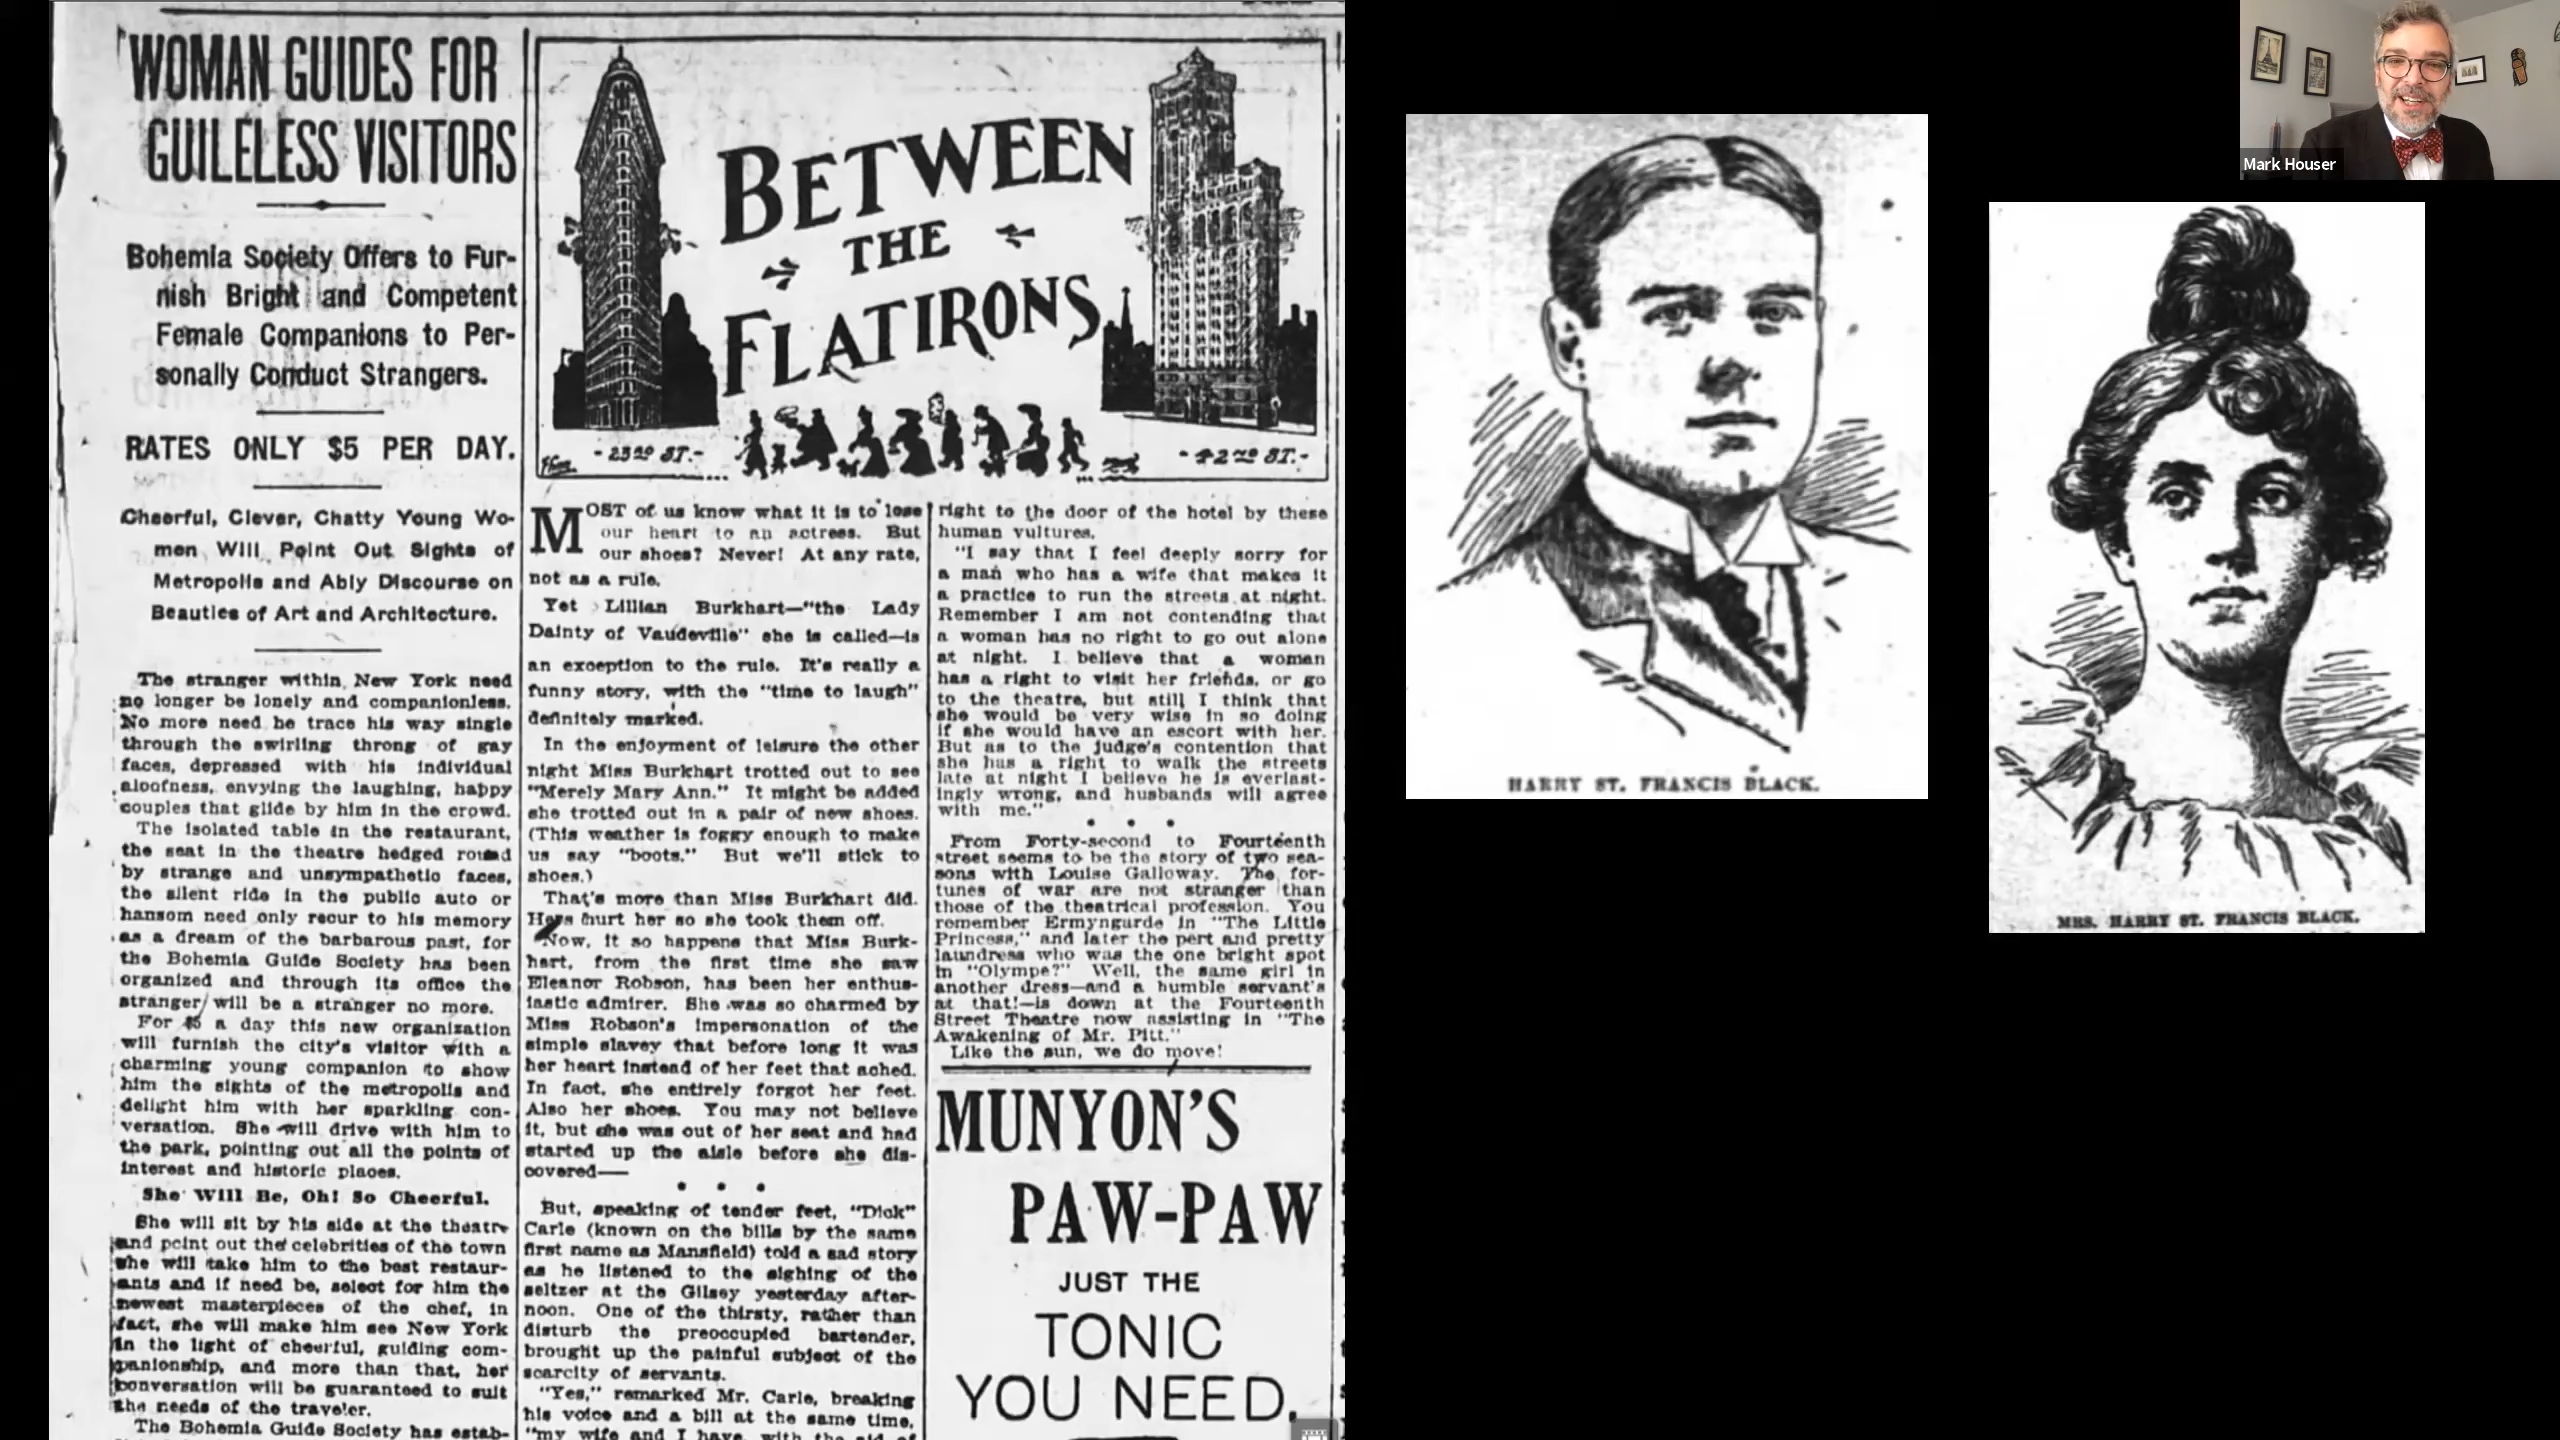 WOMAN GUIDES FOR
GUILELESS VISITORS
Bohemia Society Offers to Fur-
nish Bright and Competent
Female Companions to Per-
sonally Conduct Strangers.
RATES ONLY $5 PER DAY.
Cheerful, Clever, Chatty Young Wo-
men Will Point Out Sights of
Metropolis and Ably Discourse on
Beauties of Art and Architecture.
The stranger within New York need
no longer be lonely and companionless.
No more need he trace his way single
through the swirling throng of gay
faces, depressed with his individual
aloofness, envying the laughing, happy
couples that glide by him in the crowd.
The isolated table in the restaurant,
the seat in the theatre hedged round
by strange and unsympathetic faces,
the silent ride in the public auto or
hansom need only recur to his memory
as a dream of the barbarous past, for
the Bohemia Guide Society has been
organized and through its office the
stranger will be a stranger no more.
For $5 a day this new organization
will furnish the city's visitor with a
charming young companion to show
him the sights of the metropolis and
delight him with her sparkling con-
versation. She will drive with him to
the park, pointing out all the points of
interest and historic places.
She Will Be, Oh! So Cheerful.
She will sit by his side at the theatre
and point out the celebrities of the town
she will take him to the best restaur-
ants and if need be, select for him the
newest masterpieces of the chef, in
fact, she will make him see New York
in the light of cheerful, guiding com-
panionship, and more than that, her
conversation will be guaranteed to suit
the needs of the traveler.
The Bohemia Guide Society has estab-
BETWEEN
THE
FLATIRONS
-23RD ST.-
-42ND ST.-
MOST of us know what it is to lose
our heart to an actress. But
our shoes? Never! At any rate,
not as a rule.
Yet Lillian Burkhart—"the Lady
Dainty of Vaudeville" she is called—is
an exception to the rule. It's really a
funny story, with the "time to laugh"
definitely marked.
In the enjoyment of leisure the other
night Miss Burkhart trotted out to see
"Merely Mary Ann." It might be added
she trotted out in a pair of new shoes.
(This weather is foggy enough to make
us say "boots." But we'll stick to
shoes.)
That's more than Miss Burkhart did.
Hers hurt her so she took them off.
Now, it so happens that Miss Burk-
hart, from the first time she saw
Eleanor Robson, has been her enthus-
iastic admirer. She was so charmed by
Miss Robson's impersonation of the
simple slavey that before long it was
her heart instead of her feet that ached.
In fact, she entirely forgot her feet.
Also her shoes. You may not believe
it, but she was out of her seat and had
started up the aisle before she dis-
covered—
But, speaking of tender feet, "Dick"
Carle (known on the bills by the same
first name as Mansfield) told a sad story
as he listened to the sighing of the
seltzer at the Gilsey yesterday after-
noon. One of the thirsty, rather than
disturb the preoccupied bartender,
brought up the painful subject of the
scarcity of servants.
"Yes," remarked Mr. Carle, breaking
his voice and a bill at the same time,
"my wife and I have, with the aid of
right to the door of the hotel by these
human vultures.
"I say that I feel deeply sorry for
a man who has a wife that makes it
a practice to run the streets at night.
Remember I am not contending that
a woman has no right to go out alone
at night. I believe that a woman
has a right to visit her friends, or go
to the theatre, but still I think that
she would be very wise in so doing
if she would have an escort with her.
But as to the judge's contention that
she has a right to walk the streets
late at night I believe he is everlast-
ingly wrong, and husbands will agree
with me."
From Forty-second to Fourteenth
street seems to be the story of two sea-
sons with Louise Galloway. The for-
tunes of war are not stranger than
those of the theatrical profession. You
remember Ermyngarde in "The Little
Princess," and later the pert and pretty
laundress who was the one bright spot
in "Olympe?" Well, the same girl in
another dress—and a humble servant's
at that!—is down at the Fourteenth
Street Theatre now assisting in "The
Awakening of Mr. Pitt."
Like the sun, we do move!
MUNYON'S
PAW-PAW
JUST THE
TONIC
YOU NEED.
HARRY ST. FRANCIS BLACK.
MRS. HARRY ST. FRANCIS BLACK.
Mark Houser